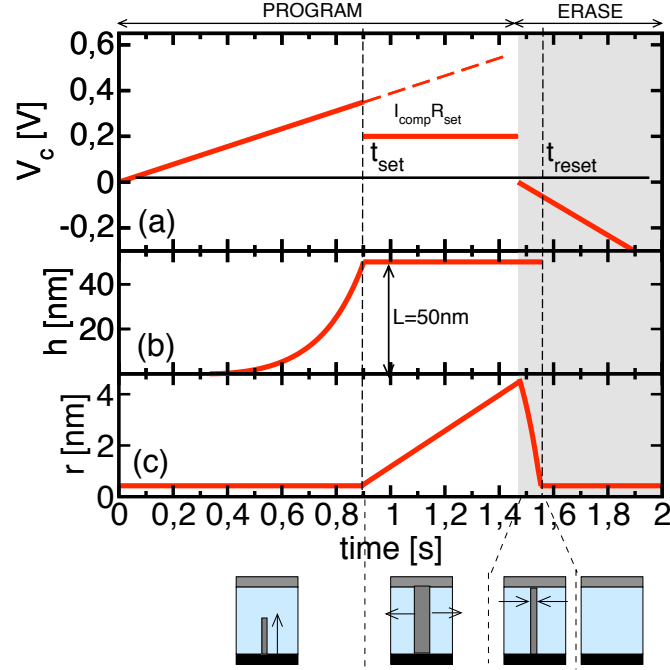 PROGRAM ERASE
0,6
0,4
0,2
0
-0,2
V_c [V]
I_comp R_set
t_set
t_reset
(a)
40
20
h [nm]
L=50nm
(b)
4
2
0
r [nm]
(c)
0 0,2 0,4 0,6 0,8 1 1,2 1,4 1,6 1,8 2
time [s]